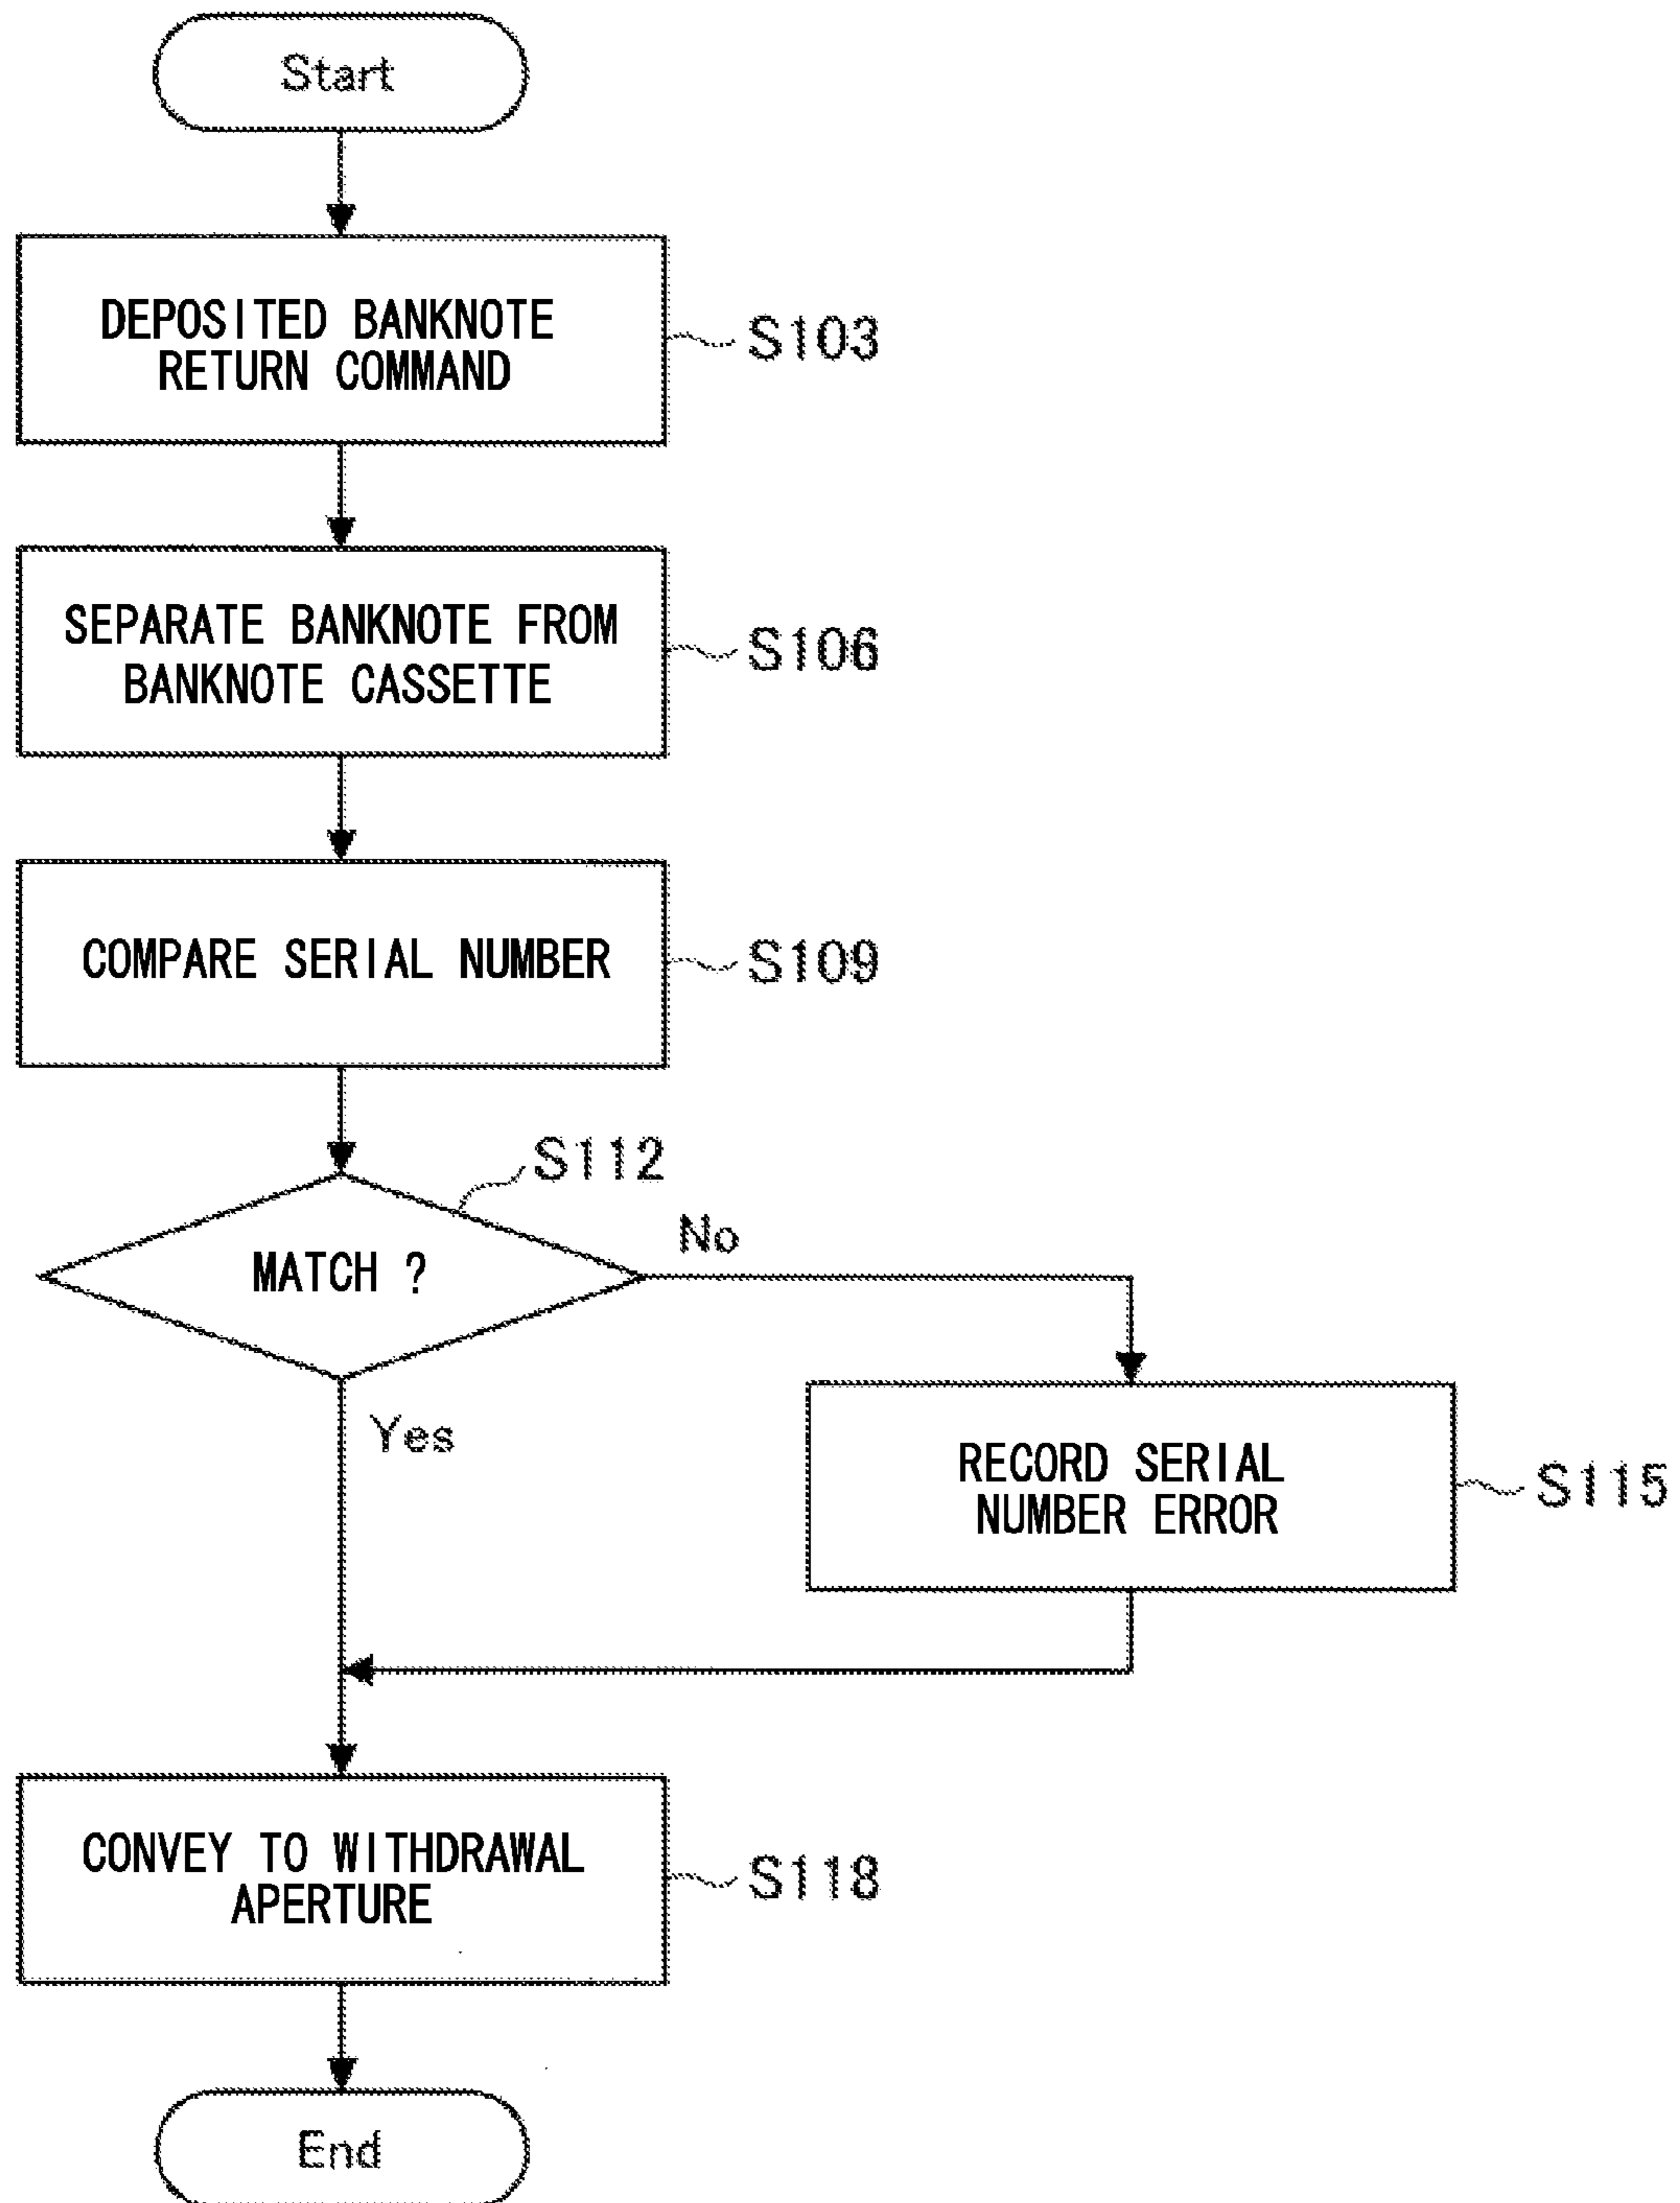 Start
DEPOSITED BANKNOTE
RETURN COMMAND
S103
SEPARATE BANKNOTE FROM
BANKNOTE CASSETTE
S106
COMPARE SERIAL NUMBER
S109
S112
MATCH ?
No
Yes
RECORD SERIAL
NUMBER ERROR
S115
CONVEY TO WITHDRAWAL
APERTURE
S118
End